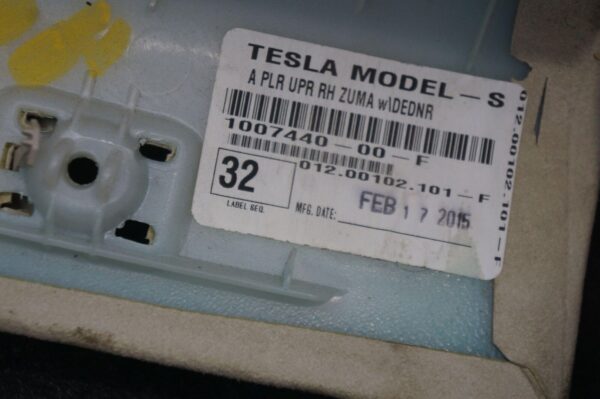 TESLA MODEL-S
A PLR UPR RH ZUMA w\DEDNR
1007440-00-F
012.00102.101-F
32
LABEL SEQ.
MFG. DATE: FEB 17 2015
012.00102.101-F